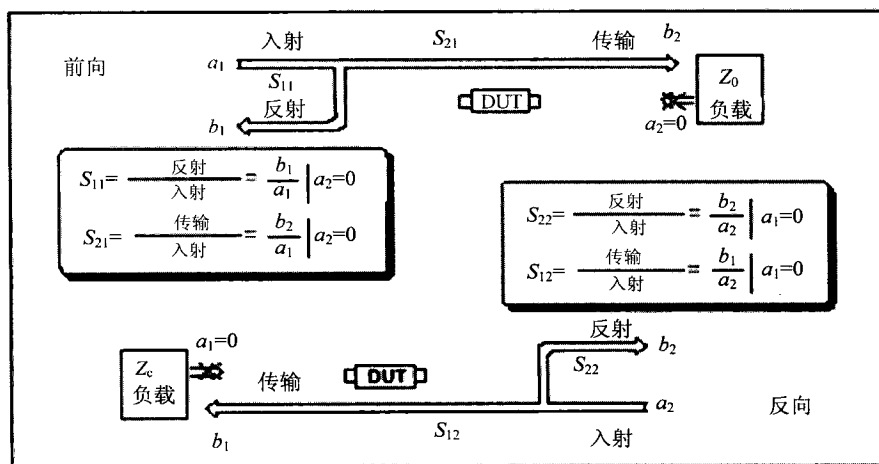 前向
a₁ 入射 S₂₁ 传输 b₂
S₁₁
反射
b₁
DUT
a₂=0
Z₀
负载
S₁₁= 反射/入射 = b₁/a₁ | a₂=0
S₂₁= 传输/入射 = b₂/a₁ | a₂=0
S₂₂= 反射/入射 = b₂/a₂ | a₁=0
S₁₂= 传输/入射 = b₁/a₂ | a₁=0
a₁=0
Zc
负载
传输
DUT
反射
b₂
S₂₂
b₁ S₁₂ 入射 a₂
反向